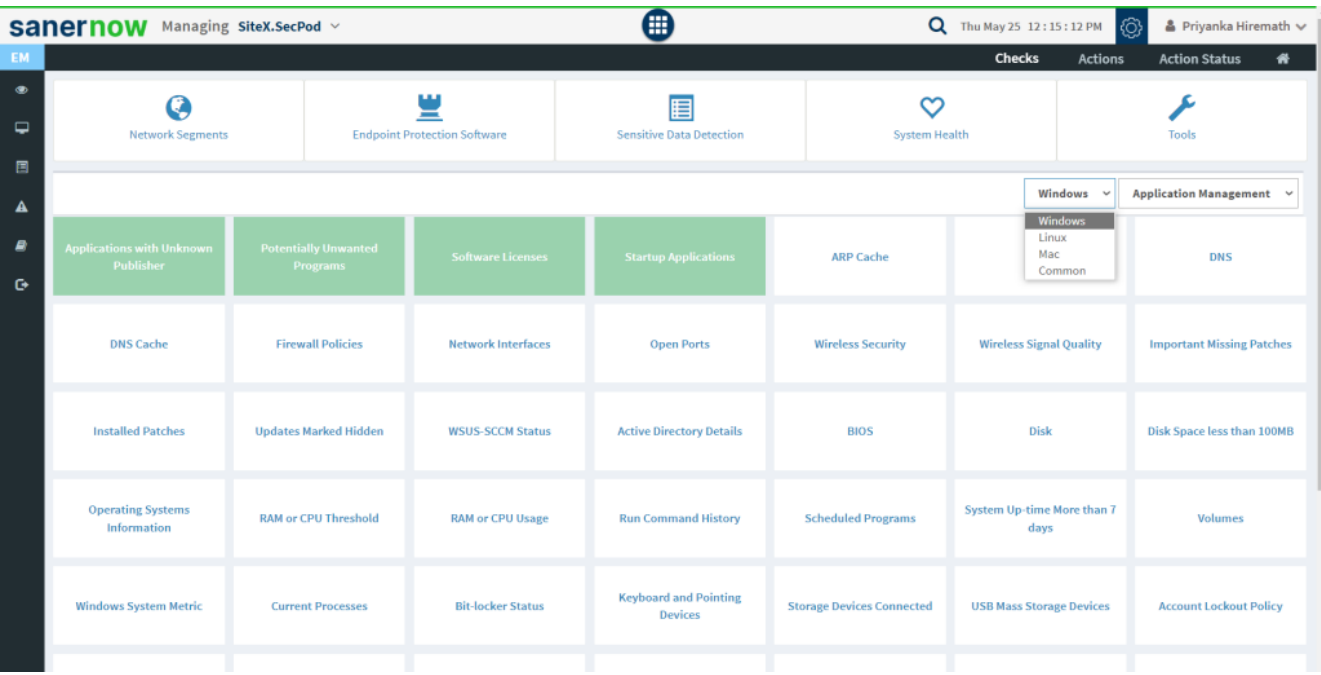 sanernow Managing SiteX.SecPod Thu May 25 12:15:12 PM Priyanka Hiremath
EM Checks Actions Action Status
Network Segments Endpoint Protection Software Sensitive Data Detection System Health Tools
Windows Application Management
Windows
Linux
Mac
Common
Applications with Unknown
Publisher
Potentially Unwanted
Programs
Software Licenses
Startup Applications
ARP Cache
DNS
DNS Cache
Firewall Policies
Network Interfaces
Open Ports
Wireless Security
Wireless Signal Quality
Important Missing Patches
Installed Patches
Updates Marked Hidden
WSUS-SCCM Status
Active Directory Details
BIOS
Disk
Disk Space less than 100MB
Operating Systems
Information
RAM or CPU Threshold
RAM or CPU Usage
Run Command History
Scheduled Programs
System Up-time More than 7
days
Volumes
Windows System Metric
Current Processes
Bit-locker Status
Keyboard and Pointing
Devices
Storage Devices Connected
USB Mass Storage Devices
Account Lockout Policy